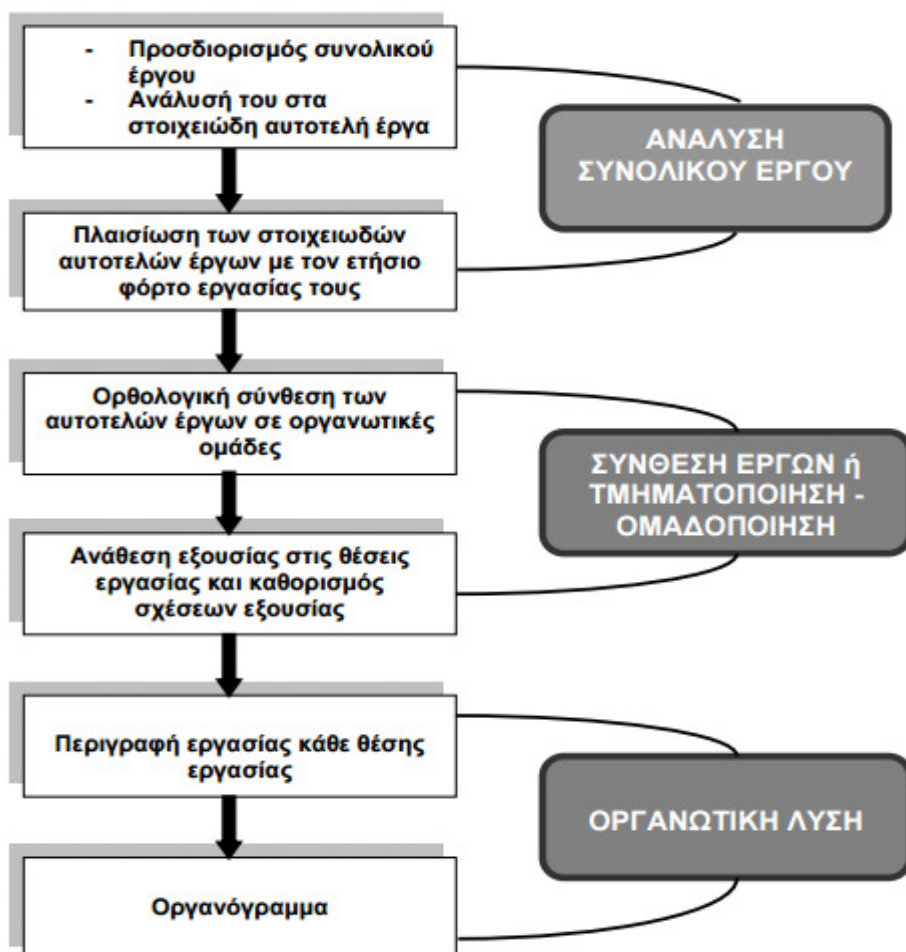 - Προσδιορισμός συνολικού
έργου
- Ανάλυσή του στα
στοιχειώδη αυτοτελή έργα
ΑΝΑΛΥΣΗ
ΣΥΝΟΛΙΚΟΥ ΕΡΓΟΥ
Πλαισίωση των στοιχειωδών
αυτοτελών έργων με τον ετήσιο
φόρτο εργασίας τους
Ορθολογική σύνθεση των
αυτοτελών έργων σε οργανωτικές
ομάδες
ΣΥΝΘΕΣΗ ΕΡΓΩΝ ή
ΤΜΗΜΑΤΟΠΟΙΗΣΗ -
ΟΜΑΔΟΠΟΙΗΣΗ
Ανάθεση εξουσίας στις θέσεις
εργασίας και καθορισμός
σχέσεων εξουσίας
Περιγραφή εργασίας κάθε θέσης
εργασίας
ΟΡΓΑΝΩΤΙΚΗ ΛΥΣΗ
Οργανόγραμμα